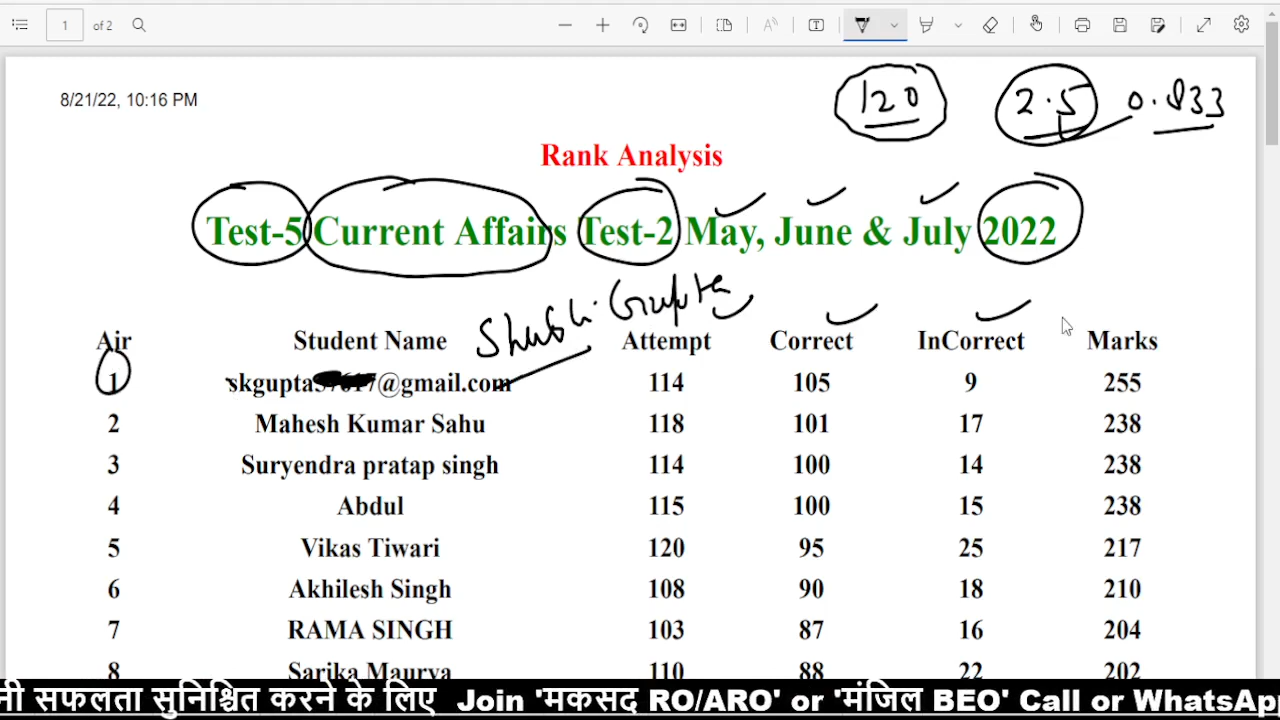 1 of 2
8/21/22, 10:16 PM
120 2.5 0.833
Rank Analysis
Test-5 Current Affairs Test-2 May, June & July 2022
Shubhi Gupta
Air Student Name Attempt Correct InCorrect Marks
1 skgupta @gmail.com 114 105 9 255
2 Mahesh Kumar Sahu 118 101 17 238
3 Suryendra pratap singh 114 100 14 238
4 Abdul 115 100 15 238
5 Vikas Tiwari 120 95 25 217
6 Akhilesh Singh 108 90 18 210
7 RAMA SINGH 103 87 16 204
8 Sarika Maurya 110 88 22 202
नी सफलता सुनिश्चित करने के लिए Join 'मकसद RO/ARO' or 'मंजिल BEO' Call or WhatsAp